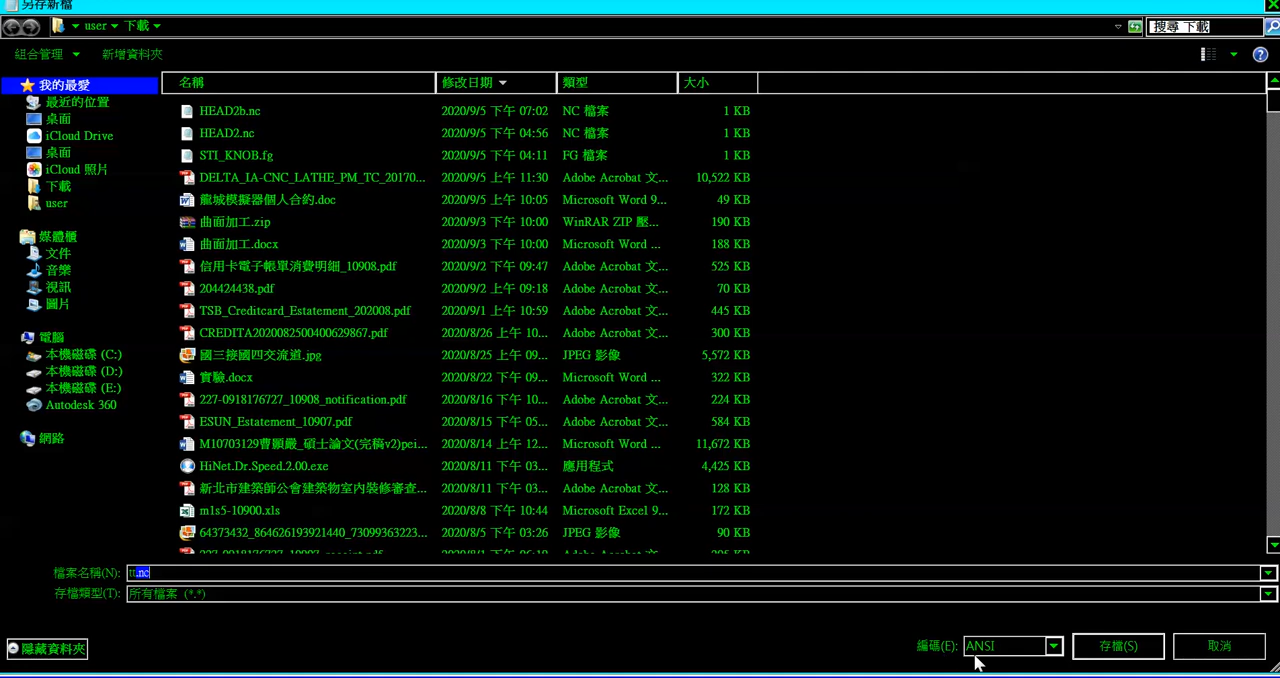 另存新檔
user 下載
搜尋 下載
組合管理 新增資料夾
名稱 修改日期 類型 大小
我的最愛
最近的位置
桌面
iCloud Drive
桌面
iCloud 照片
下載
user
媒體櫃
文件
音樂
視訊
圖片
電腦
本機磁碟 (C:)
本機磁碟 (D:)
本機磁碟 (E:)
Autodesk 360
網路
HEAD2b.nc 2020/9/5 下午 07:02 NC 檔案 1 KB
HEAD2.nc 2020/9/5 下午 04:56 NC 檔案 1 KB
STI_KNOB.fg 2020/9/5 下午 04:11 FG 檔案 1 KB
DELTA_IA-CNC_LATHE_PM_TC_20170... 2020/9/5 上午 11:30 Adobe Acrobat 文... 10,522 KB
龍城模擬器個人合約.doc 2020/9/5 上午 10:05 Microsoft Word 9... 49 KB
曲面加工.zip 2020/9/3 下午 10:00 WinRAR ZIP 壓... 190 KB
曲面加工.docx 2020/9/3 下午 10:00 Microsoft Word ... 188 KB
信用卡電子帳單消費明細_10908.pdf 2020/9/2 下午 09:47 Adobe Acrobat 文... 525 KB
204424438.pdf 2020/9/2 上午 09:18 Adobe Acrobat 文... 70 KB
TSB_Creditcard_Estatement_202008.pdf 2020/9/1 上午 10:59 Adobe Acrobat 文... 445 KB
CREDITA2020082500400629867.pdf 2020/8/26 上午 10... Adobe Acrobat 文... 300 KB
國三接國四交流道.jpg 2020/8/25 上午 09... JPEG 影像 5,572 KB
實驗.docx 2020/8/22 下午 09... Microsoft Word ... 322 KB
227-0918176727_10908_notification.pdf 2020/8/16 下午 10... Adobe Acrobat 文... 224 KB
ESUN_Estatement_10907.pdf 2020/8/15 下午 05... Adobe Acrobat 文... 584 KB
M10703129曹願嚴_碩士論文(完稿v2)pei... 2020/8/14 上午 12... Microsoft Word ... 11,672 KB
HiNet.Dr.Speed.2.00.exe 2020/8/11 下午 03... 應用程式 4,425 KB
新北市建築師公會建築物室內裝修審查... 2020/8/11 下午 03... Adobe Acrobat 文... 128 KB
m1s5-10900.xls 2020/8/8 下午 10:44 Microsoft Excel 9... 172 KB
64373432_864626193921440_73099363223... 2020/8/5 下午 03:26 JPEG 影像 90 KB
檔案名稱(N): tt.nc
存檔類型(T): 所有檔案 (*.*)
隱藏資料夾 編碼(E): ANSI 存檔(S) 取消